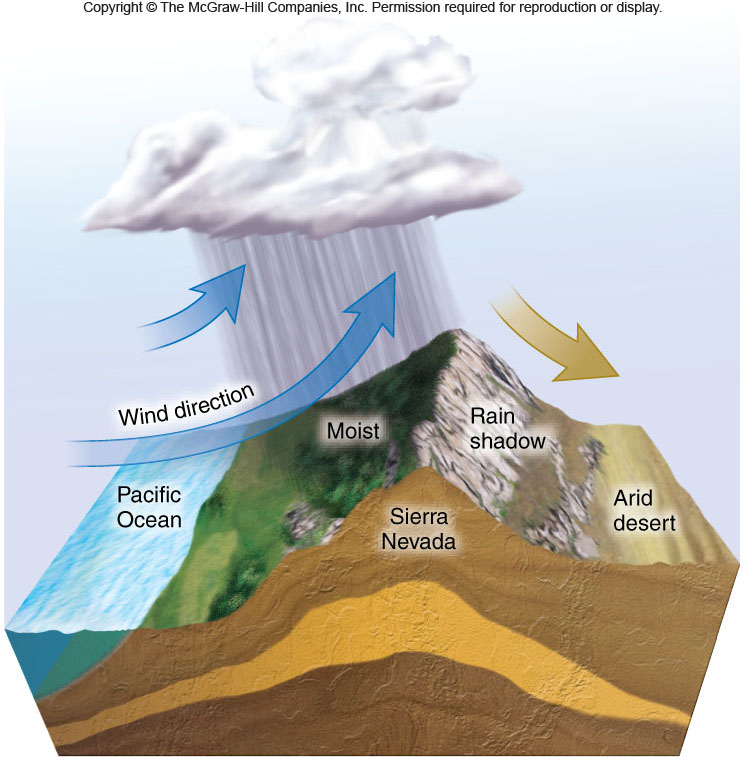 Copyright © The McGraw-Hill Companies, Inc. Permission required for reproduction or display.
Wind direction
Moist
Rain
shadow
Pacific
Ocean
Sierra
Nevada
Arid
desert